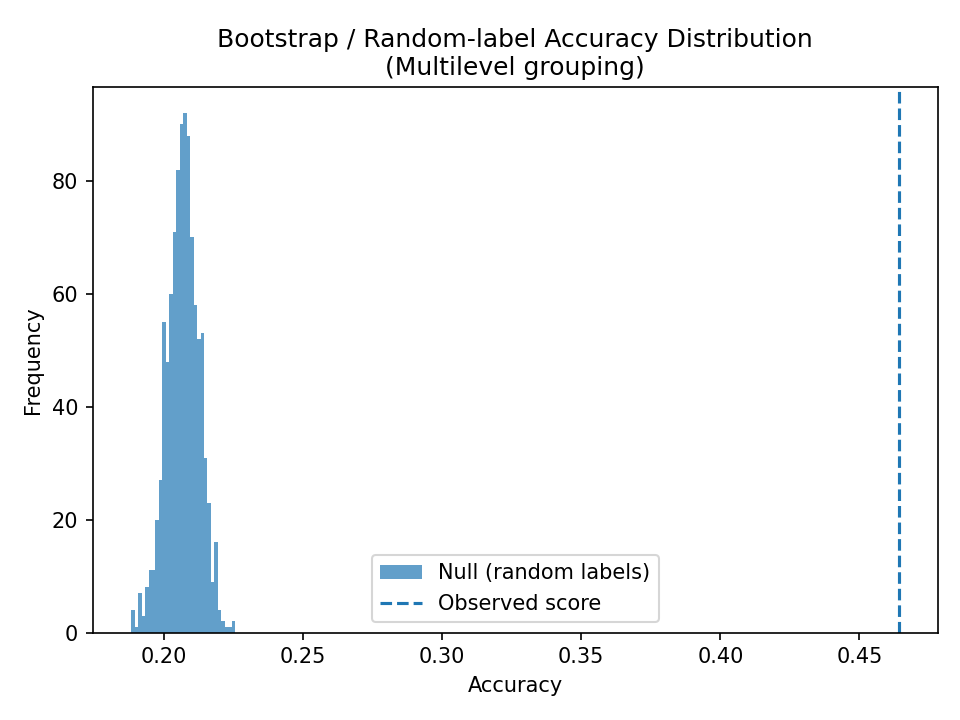 Bootstrap / Random-label Accuracy Distribution
(Multilevel grouping)
Frequency
80
60
40
20
0
Null (random labels)
Observed score
0.20 0.25 0.30 0.35 0.40 0.45
Accuracy